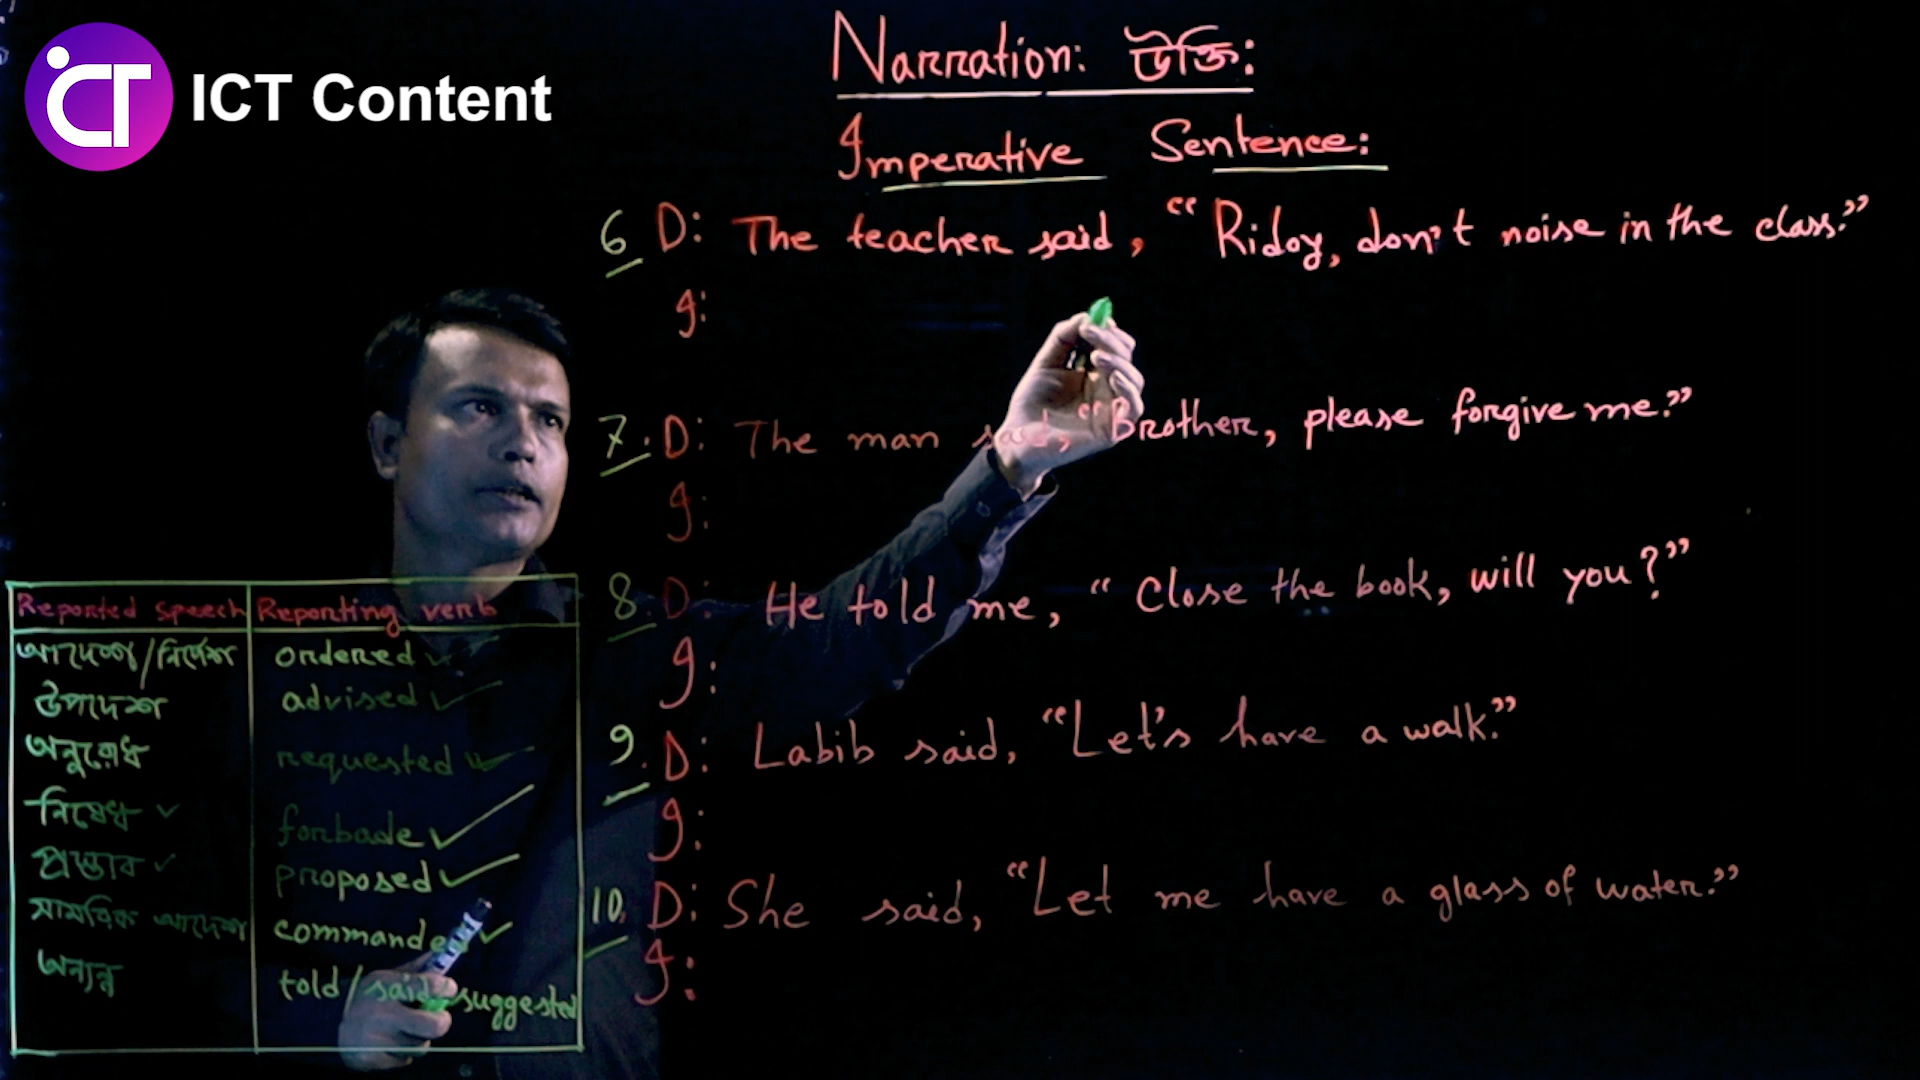 ICT Content
Narration: উক্তি:
Imperative Sentence:
6 D: The teacher said, “Ridoy, don't noise in the class.”
I:
7. D: The man said, “Brother, please forgive me.”
I:
8. D: He told me, “Close the book, will you?”
I:
9. D: Labib said, “Let's have a walk.”
I:
10. D: She said, “Let me have a glass of water.”
I:
Reported speech Reporting verb
আদেশ/নির্দেশ ordered ✓
উপদেশ advised ✓
অনুরোধ requested ✓
নিষেধ ✓ forbade ✓
প্রস্তাব ✓ proposed ✓
সামরিক আদেশ commanded ✓
অন্যান্য told/said suggested